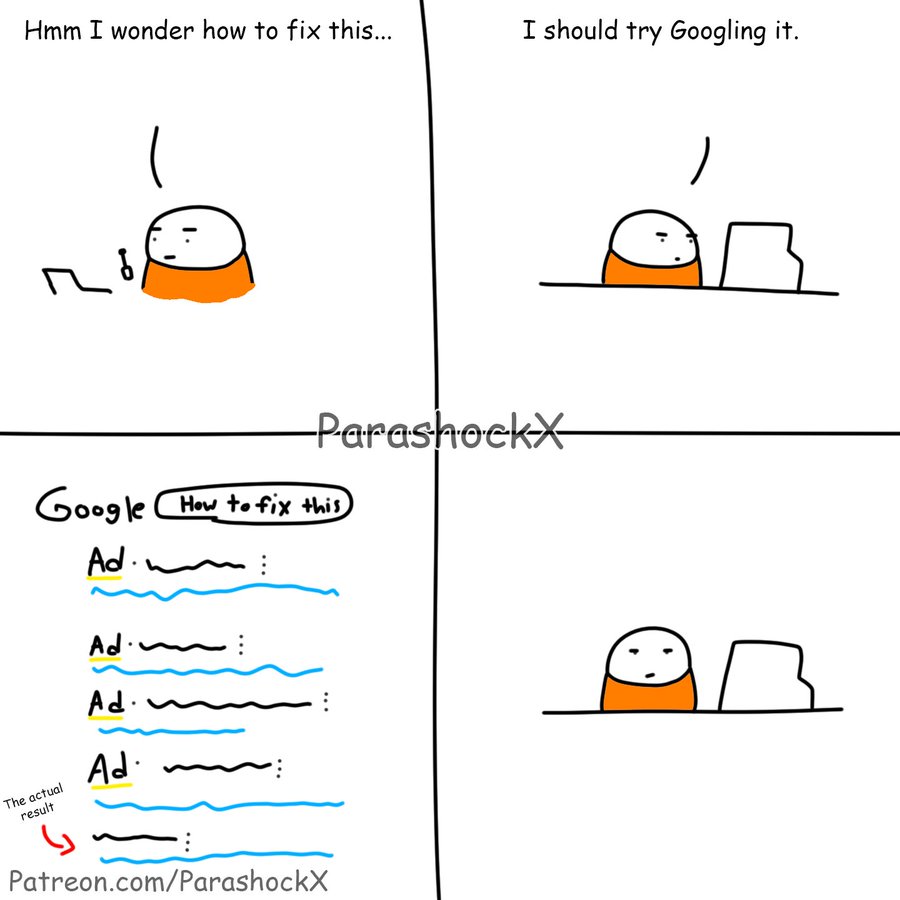 Hmm I wonder how to fix this...
I should try Googling it.
ParashockX
Google How to fix this
Ad
Ad
Ad
Ad
The actual
result
Patreon.com/ParashockX